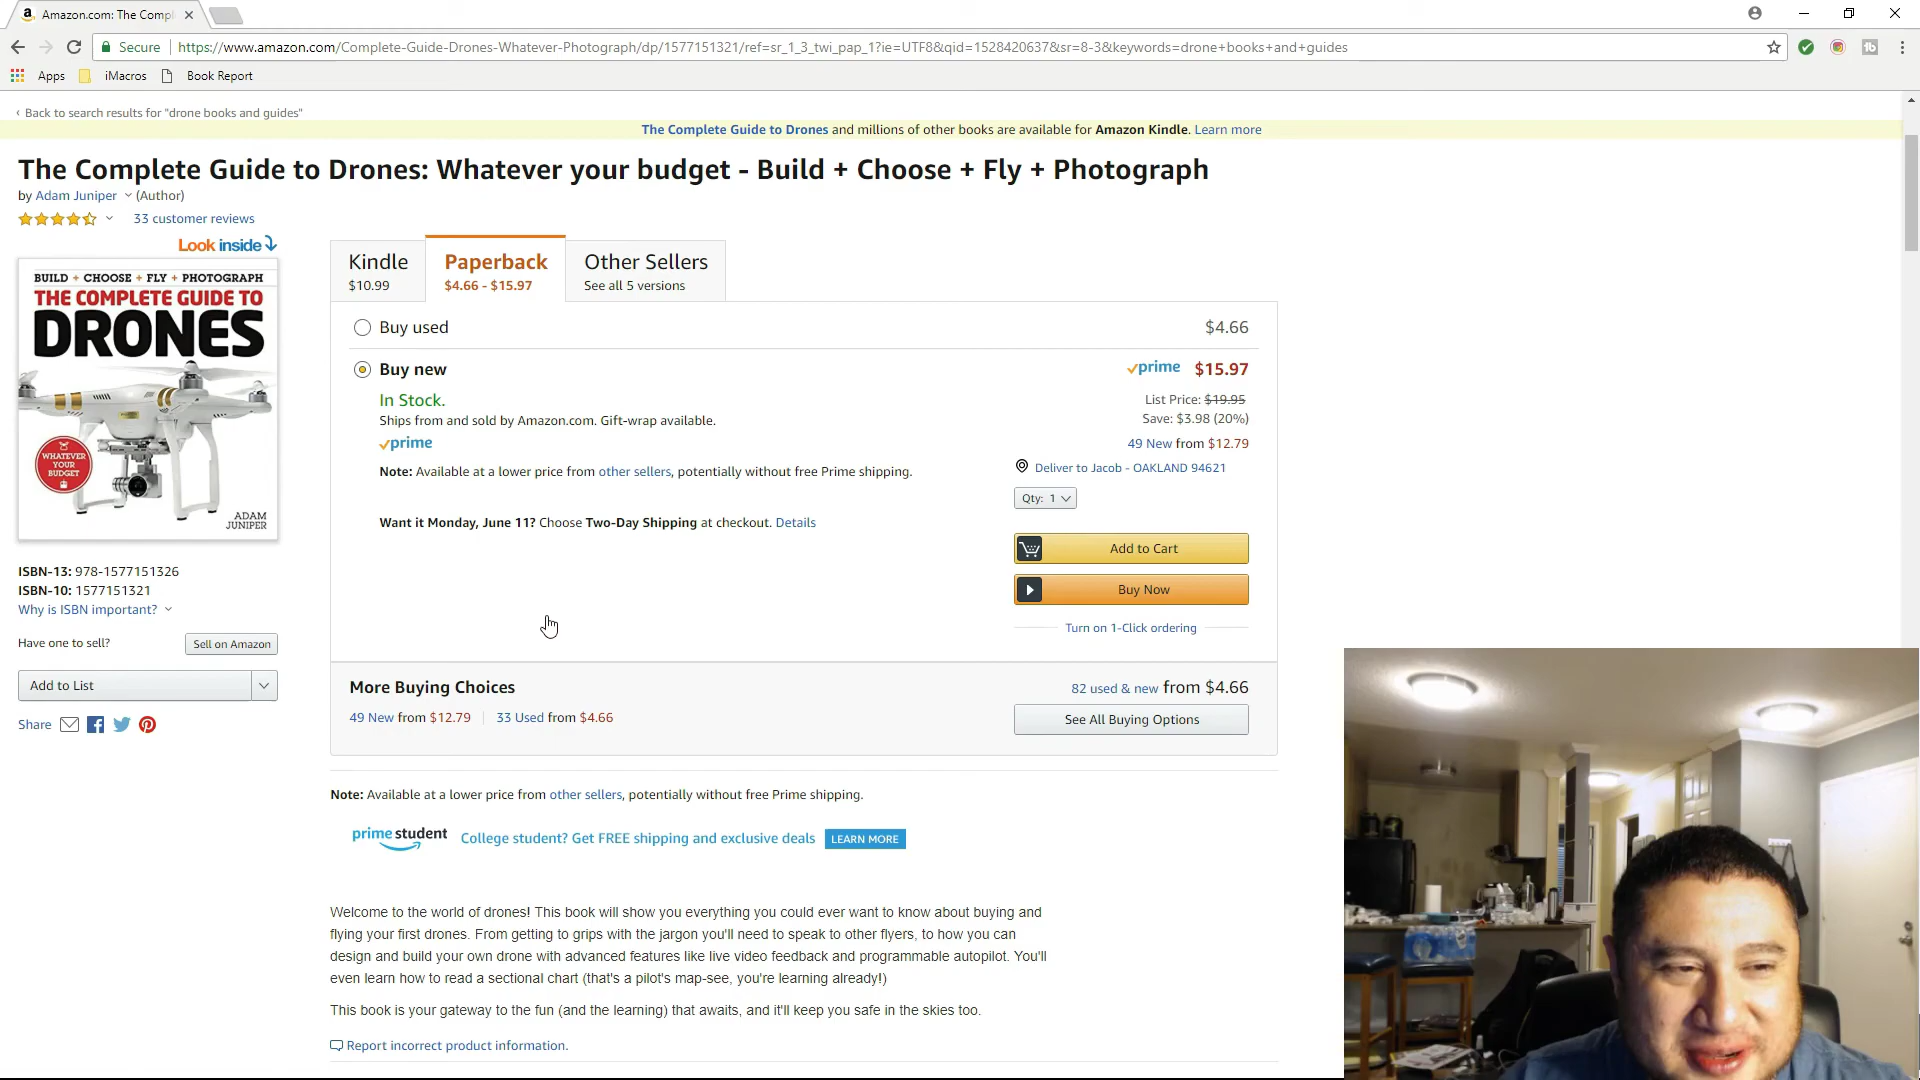 Amazon.com: The Compl
Secure
https://www.amazon.com/Complete-Guide-Drones-Whatever-Photograph/dp/1577151321/ref=sr_1_3_twi_pap_1?ie=UTF8&qid=1528420637&sr=8-3&keywords=drone+books+and+guides
Apps iMacros Book Report
‹ Back to search results for "drone books and guides"
The Complete Guide to Drones and millions of other books are available for Amazon Kindle. Learn more
The Complete Guide to Drones: Whatever your budget - Build + Choose + Fly + Photograph
by Adam Juniper (Author)
33 customer reviews
Look inside
BUILD + CHOOSE + FLY + PHOTOGRAPH
THE COMPLETE GUIDE TO
DRONES
WHATEVER
YOUR
BUDGET
ADAM
JUNIPER
ISBN-13: 978-1577151326
ISBN-10: 1577151321
Why is ISBN important?
Have one to sell? Sell on Amazon
Add to List
Share
Kindle
$10.99
Paperback
$4.66 - $15.97
Other Sellers
See all 5 versions
Buy used $4.66
Buy new prime $15.97
In Stock.
Ships from and sold by Amazon.com. Gift-wrap available.
prime
Note: Available at a lower price from other sellers, potentially without free Prime shipping.
Want it Monday, June 11? Choose Two-Day Shipping at checkout. Details
List Price: $19.95
Save: $3.98 (20%)
49 New from $12.79
Deliver to Jacob - OAKLAND 94621
Qty: 1
Add to Cart
Buy Now
Turn on 1-Click ordering
More Buying Choices
49 New from $12.79 33 Used from $4.66
82 used & new from $4.66
See All Buying Options
Note: Available at a lower price from other sellers, potentially without free Prime shipping.
prime student College student? Get FREE shipping and exclusive deals LEARN MORE
Welcome to the world of drones! This book will show you everything you could ever want to know about buying and
flying your first drones. From getting to grips with the jargon you'll need to speak to other flyers, to how you can
design and build your own drone with advanced features like live video feedback and programmable autopilot. You'll
even learn how to read a sectional chart (that's a pilot's map-see, you're learning already!)
This book is your gateway to the fun (and the learning) that awaits, and it'll keep you safe in the skies too.
Report incorrect product information.